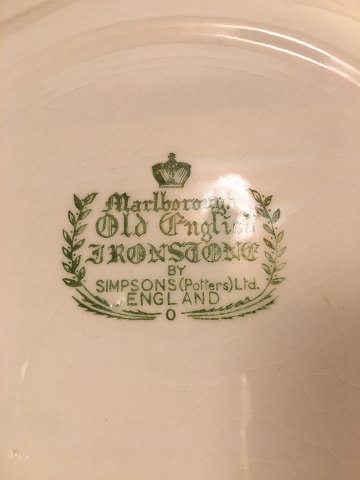 Marlborough
Old English
IRONSTONE
BY
SIMPSONS (Potters) Ltd.
ENGLAND
O